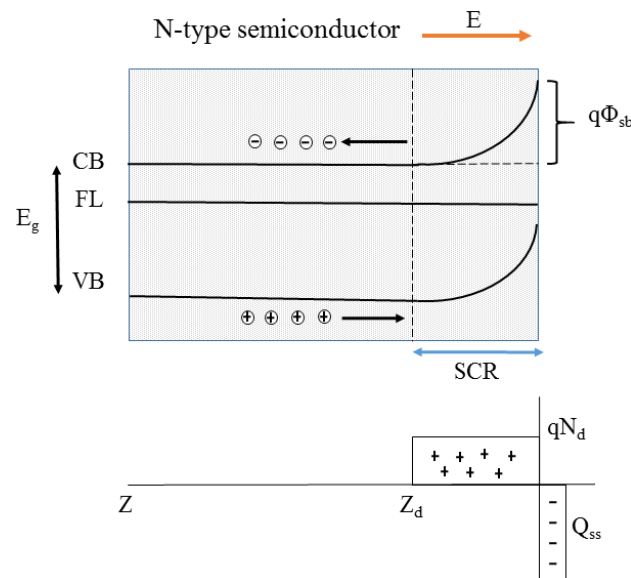 N-type semiconductor
E
qΦsb
CB
FL
Eg
VB
SCR
qNd
Z
Zd
Qss